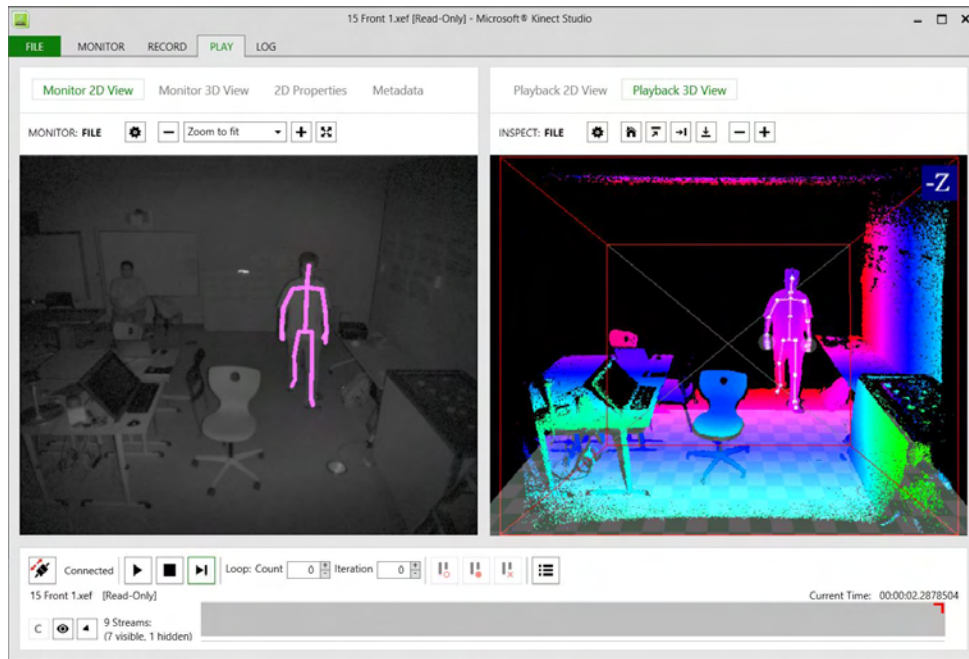 15 Front 1.xef [Read-Only] - Microsoft® Kinect Studio
FILE MONITOR RECORD PLAY LOG
Monitor 2D View Monitor 3D View 2D Properties Metadata
Playback 2D View Playback 3D View
MONITOR: FILE Zoom to fit
INSPECT: FILE
-Z
Connected Loop: Count 0 Iteration 0
15 Front 1.xef [Read-Only] Current Time: 00:00:02.2878504
C 9 Streams:
(7 visible, 1 hidden)